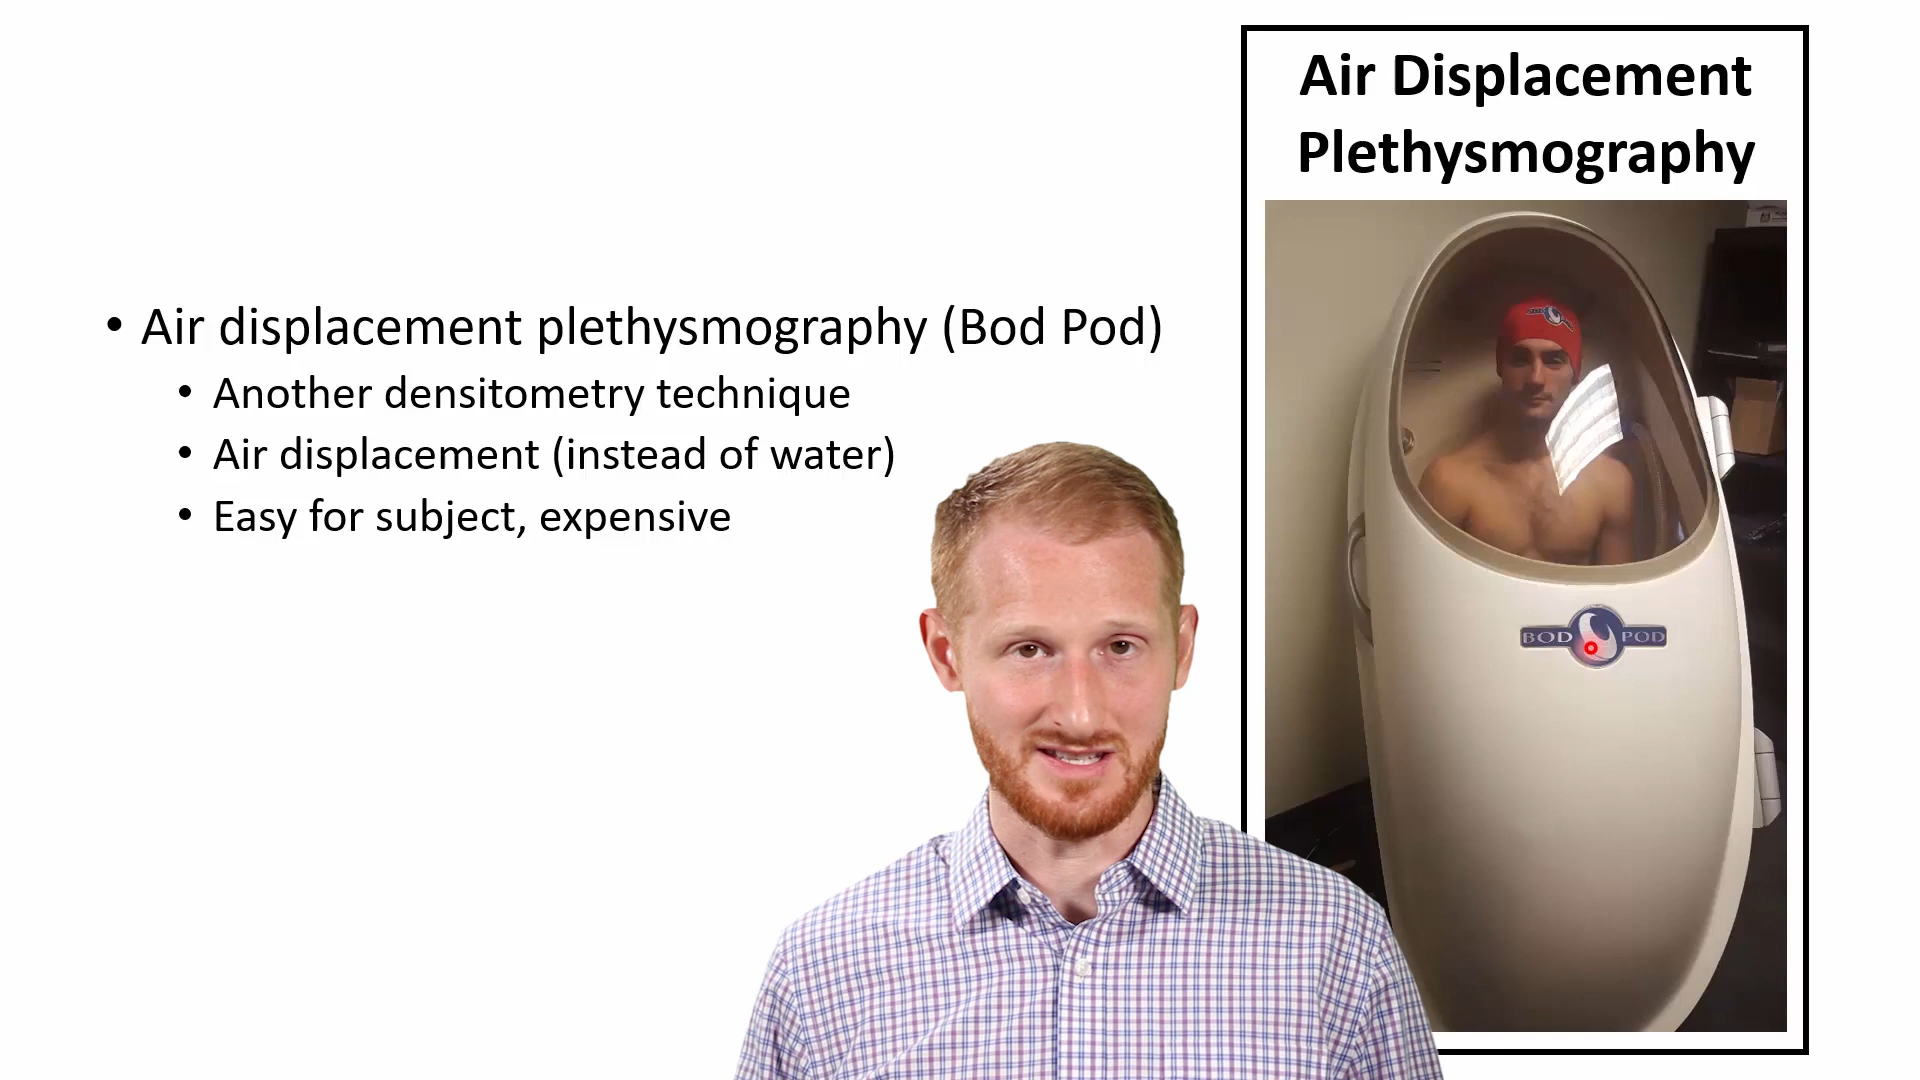 Air Displacement
Plethysmography
• Air displacement plethysmography (Bod Pod)
• Another densitometry technique
• Air displacement (instead of water)
• Easy for subject, expensive
BOD POD